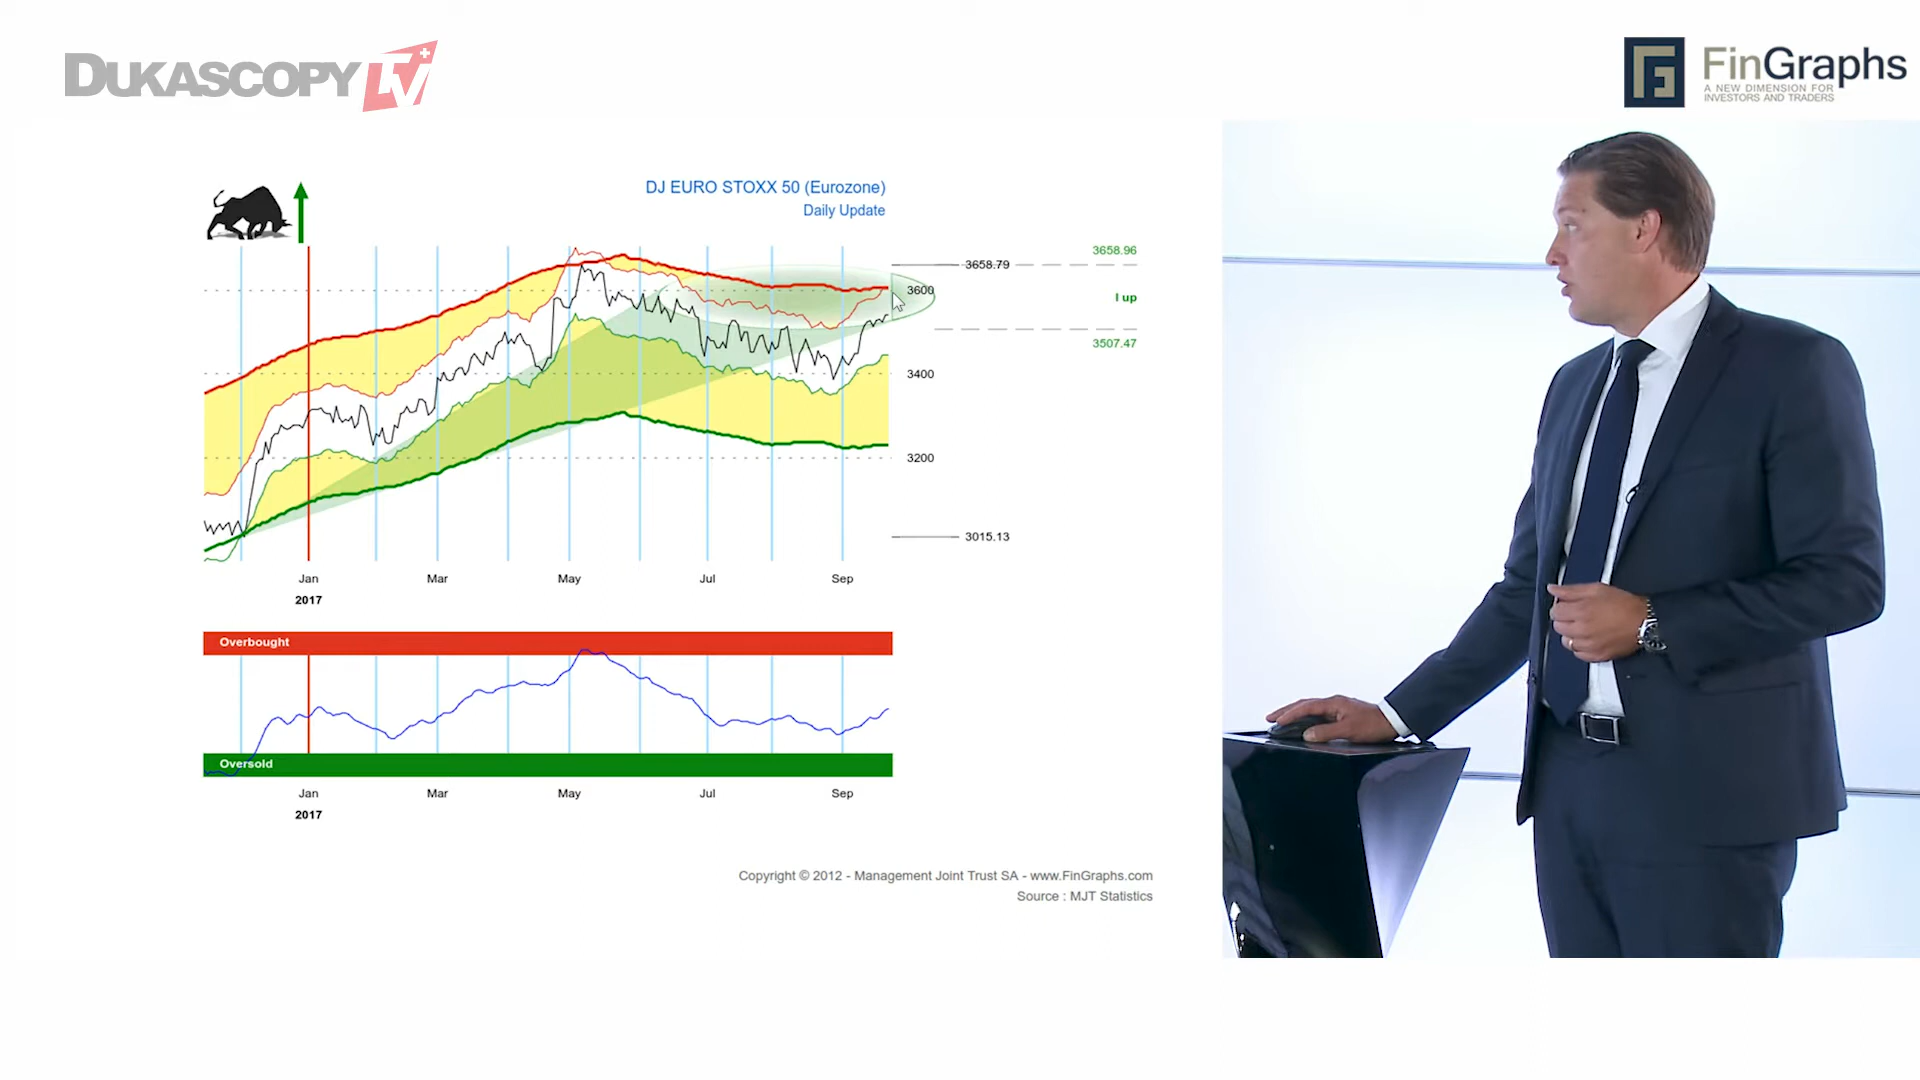 DUKASCOPY TV+
FinGraphs
A NEW DIMENSION FOR
INVESTORS AND TRADERS
DJ EURO STOXX 50 (Eurozone)
Daily Update
3658.96
3658.79
3600
I up
3507.47
3400
3200
3015.13
Jan Mar May Jul Sep
2017
Overbought
Oversold
Jan Mar May Jul Sep
2017
Copyright © 2012 - Management Joint Trust SA - www.FinGraphs.com
Source : MJT Statistics